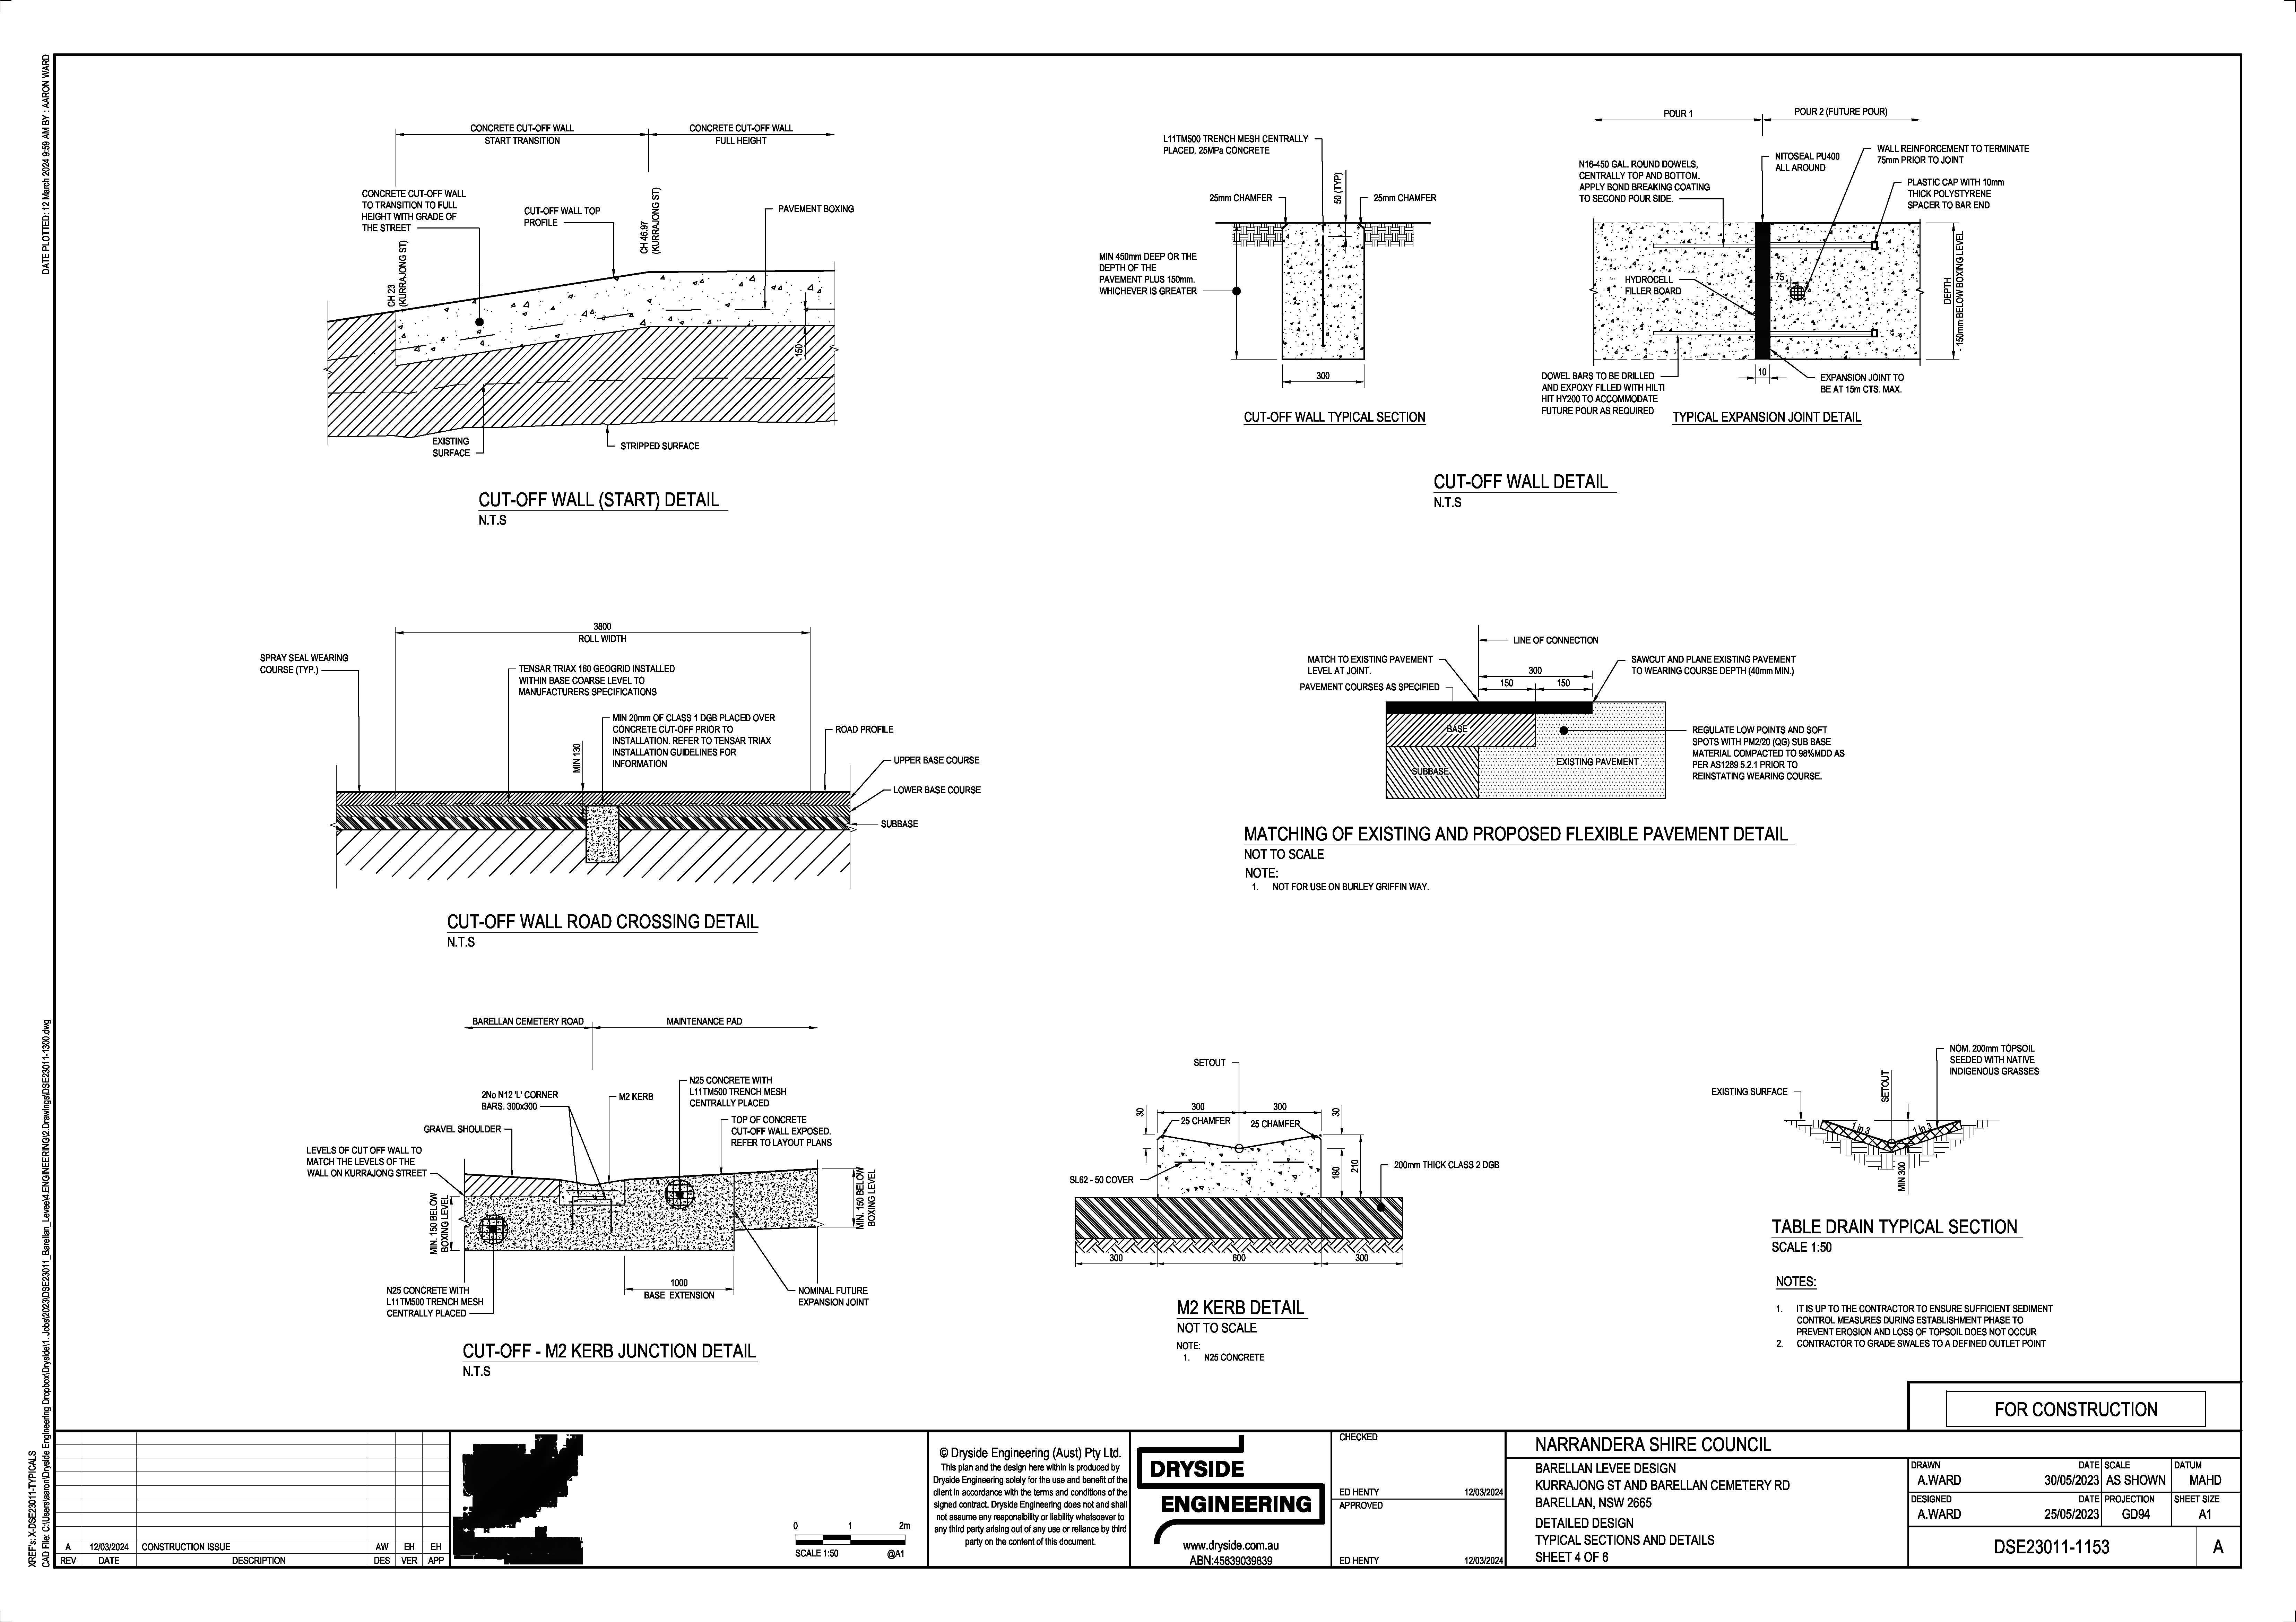 DATE PLOTTED: 12 March 2024 9:59 AM BY : AARON WARD
XREF's: X-DSE23011-TYPICALS
CAD File: C:\Users\aaron\Dryside Engineering Dropbox\Dryside\1. Jobs\2023\DSE23011_Barellan_Levee\4.ENGINEERING\2.Drawings\DSE23011-1300.dwg
CONCRETE CUT-OFF WALL
START TRANSITION
CONCRETE CUT-OFF WALL
FULL HEIGHT
CONCRETE CUT-OFF WALL
TO TRANSITION TO FULL
HEIGHT WITH GRADE OF
THE STREET
CUT-OFF WALL TOP
PROFILE
CH 46.97
(KURRAJONG ST)
PAVEMENT BOXING
CH 23
(KURRAJONG ST)
150
EXISTING
SURFACE
STRIPPED SURFACE
CUT-OFF WALL (START) DETAIL
N.T.S
L11TM500 TRENCH MESH CENTRALLY
PLACED. 25MPa CONCRETE
25mm CHAMFER
50 (TYP)
25mm CHAMFER
MIN 450mm DEEP OR THE
DEPTH OF THE
PAVEMENT PLUS 150mm.
WHICHEVER IS GREATER
300
CUT-OFF WALL TYPICAL SECTION
POUR 1
POUR 2 (FUTURE POUR)
N16-450 GAL. ROUND DOWELS,
CENTRALLY TOP AND BOTTOM.
APPLY BOND BREAKING COATING
TO SECOND POUR SIDE.
NITOSEAL PU400
ALL AROUND
WALL REINFORCEMENT TO TERMINATE
75mm PRIOR TO JOINT
PLASTIC CAP WITH 10mm
THICK POLYSTYRENE
SPACER TO BAR END
HYDROCELL
FILLER BOARD
75
DEPTH
- 150mm BELOW BOXING LEVEL
10
DOWEL BARS TO BE DRILLED
AND EXPOXY FILLED WITH HILTI
HIT HY200 TO ACCOMMODATE
FUTURE POUR AS REQUIRED
EXPANSION JOINT TO
BE AT 15m CTS. MAX.
TYPICAL EXPANSION JOINT DETAIL
CUT-OFF WALL DETAIL
N.T.S
3800
ROLL WIDTH
SPRAY SEAL WEARING
COURSE (TYP.)
TENSAR TRIAX 160 GEOGRID INSTALLED
WITHIN BASE COARSE LEVEL TO
MANUFACTURERS SPECIFICATIONS
MIN 130
MIN 20mm OF CLASS 1 DGB PLACED OVER
CONCRETE CUT-OFF PRIOR TO
INSTALLATION. REFER TO TENSAR TRIAX
INSTALLATION GUIDELINES FOR
INFORMATION
ROAD PROFILE
UPPER BASE COURSE
LOWER BASE COURSE
SUBBASE
CUT-OFF WALL ROAD CROSSING DETAIL
N.T.S
LINE OF CONNECTION
MATCH TO EXISTING PAVEMENT
LEVEL AT JOINT.
PAVEMENT COURSES AS SPECIFIED
300
150
150
SAWCUT AND PLANE EXISTING PAVEMENT
TO WEARING COURSE DEPTH (40mm MIN.)
BASE
SUBBASE
EXISTING PAVEMENT
REGULATE LOW POINTS AND SOFT
SPOTS WITH PM2/20 (QG) SUB BASE
MATERIAL COMPACTED TO 98%MDD AS
PER AS1289 5.2.1 PRIOR TO
REINSTATING WEARING COURSE.
MATCHING OF EXISTING AND PROPOSED FLEXIBLE PAVEMENT DETAIL
NOT TO SCALE
NOTE:
1. NOT FOR USE ON BURLEY GRIFFIN WAY.
BARELLAN CEMETERY ROAD
MAINTENANCE PAD
2No N12 'L' CORNER
BARS. 300x300
M2 KERB
N25 CONCRETE WITH
L11TM500 TRENCH MESH
CENTRALLY PLACED
GRAVEL SHOULDER
TOP OF CONCRETE
CUT-OFF WALL EXPOSED.
REFER TO LAYOUT PLANS
LEVELS OF CUT OFF WALL TO
MATCH THE LEVELS OF THE
WALL ON KURRAJONG STREET
MIN. 150 BELOW
BOXING LEVEL
MIN. 150 BELOW
BOXING LEVEL
1000
BASE EXTENSION
N25 CONCRETE WITH
L11TM500 TRENCH MESH
CENTRALLY PLACED
NOMINAL FUTURE
EXPANSION JOINT
CUT-OFF - M2 KERB JUNCTION DETAIL
N.T.S
SETOUT
30
300
300
30
25 CHAMFER
25 CHAMFER
SL62 - 50 COVER
180
210
200mm THICK CLASS 2 DGB
300
600
300
M2 KERB DETAIL
NOT TO SCALE
NOTE:
1. N25 CONCRETE
EXISTING SURFACE
SETOUT
NOM. 200mm TOPSOIL
SEEDED WITH NATIVE
INDIGENOUS GRASSES
1 in 3
1 in 3
MIN 300
TABLE DRAIN TYPICAL SECTION
SCALE 1:50
NOTES:
1. IT IS UP TO THE CONTRACTOR TO ENSURE SUFFICIENT SEDIMENT
CONTROL MEASURES DURING ESTABLISHMENT PHASE TO
PREVENT EROSION AND LOSS OF TOPSOIL DOES NOT OCCUR
2. CONTRACTOR TO GRADE SWALES TO A DEFINED OUTLET POINT
FOR CONSTRUCTION
A 12/03/2024 CONSTRUCTION ISSUE AW EH EH
REV DATE DESCRIPTION DES VER APP
0 1 2m
SCALE 1:50 @A1
© Dryside Engineering (Aust) Pty Ltd.
This plan and the design here within is produced by
Dryside Engineering solely for the use and benefit of the
client in accordance with the terms and conditions of the
signed contract. Dryside Engineering does not and shall
not assume any responsibility or liability whatsoever to
any third party arising out of any use or reliance by third
party on the content of this document.
DRYSIDE
ENGINEERING
www.dryside.com.au
ABN:45639039839
CHECKED
ED HENTY 12/03/2024
APPROVED
ED HENTY 12/03/2024
NARRANDERA SHIRE COUNCIL
BARELLAN LEVEE DESIGN
KURRAJONG ST AND BARELLAN CEMETERY RD
BARELLAN, NSW 2665
DETAILED DESIGN
TYPICAL SECTIONS AND DETAILS
SHEET 4 OF 6
DRAWN DATE SCALE DATUM
A.WARD 30/05/2023 AS SHOWN MAHD
DESIGNED DATE PROJECTION SHEET SIZE
A.WARD 25/05/2023 GD94 A1
DSE23011-1153 A